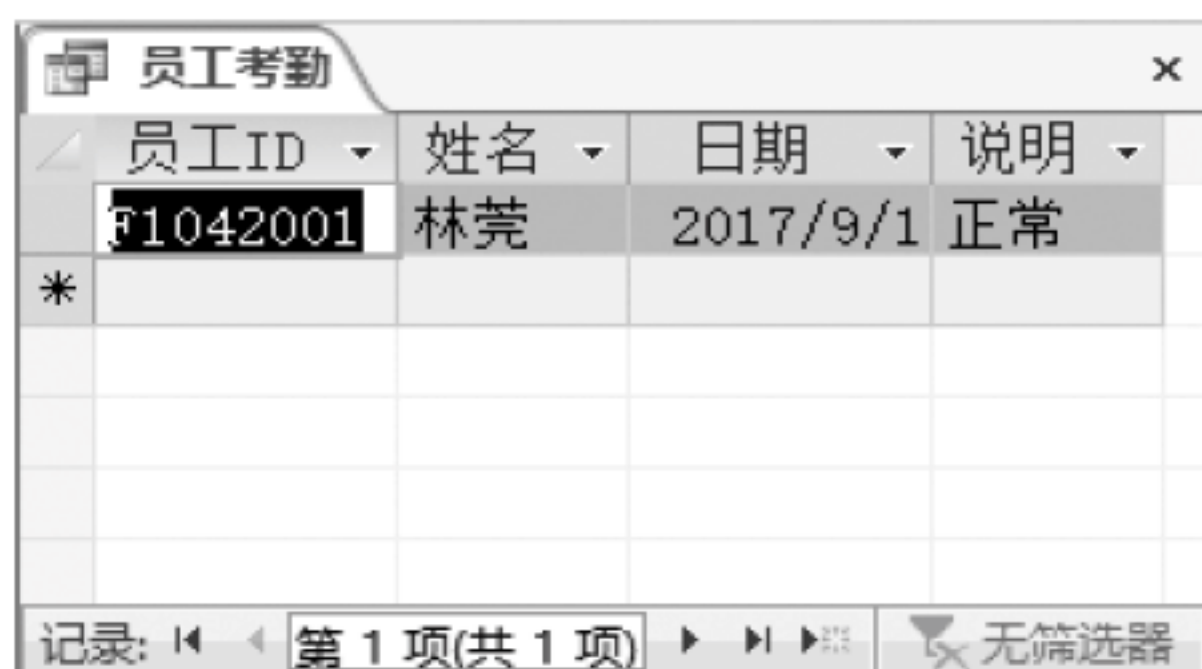 员工考勤
员工ID 姓名 日期 说明
F1042001 林莞 2017/9/1 正常
记录: 第 1 项(共 1 项) 无筛选器